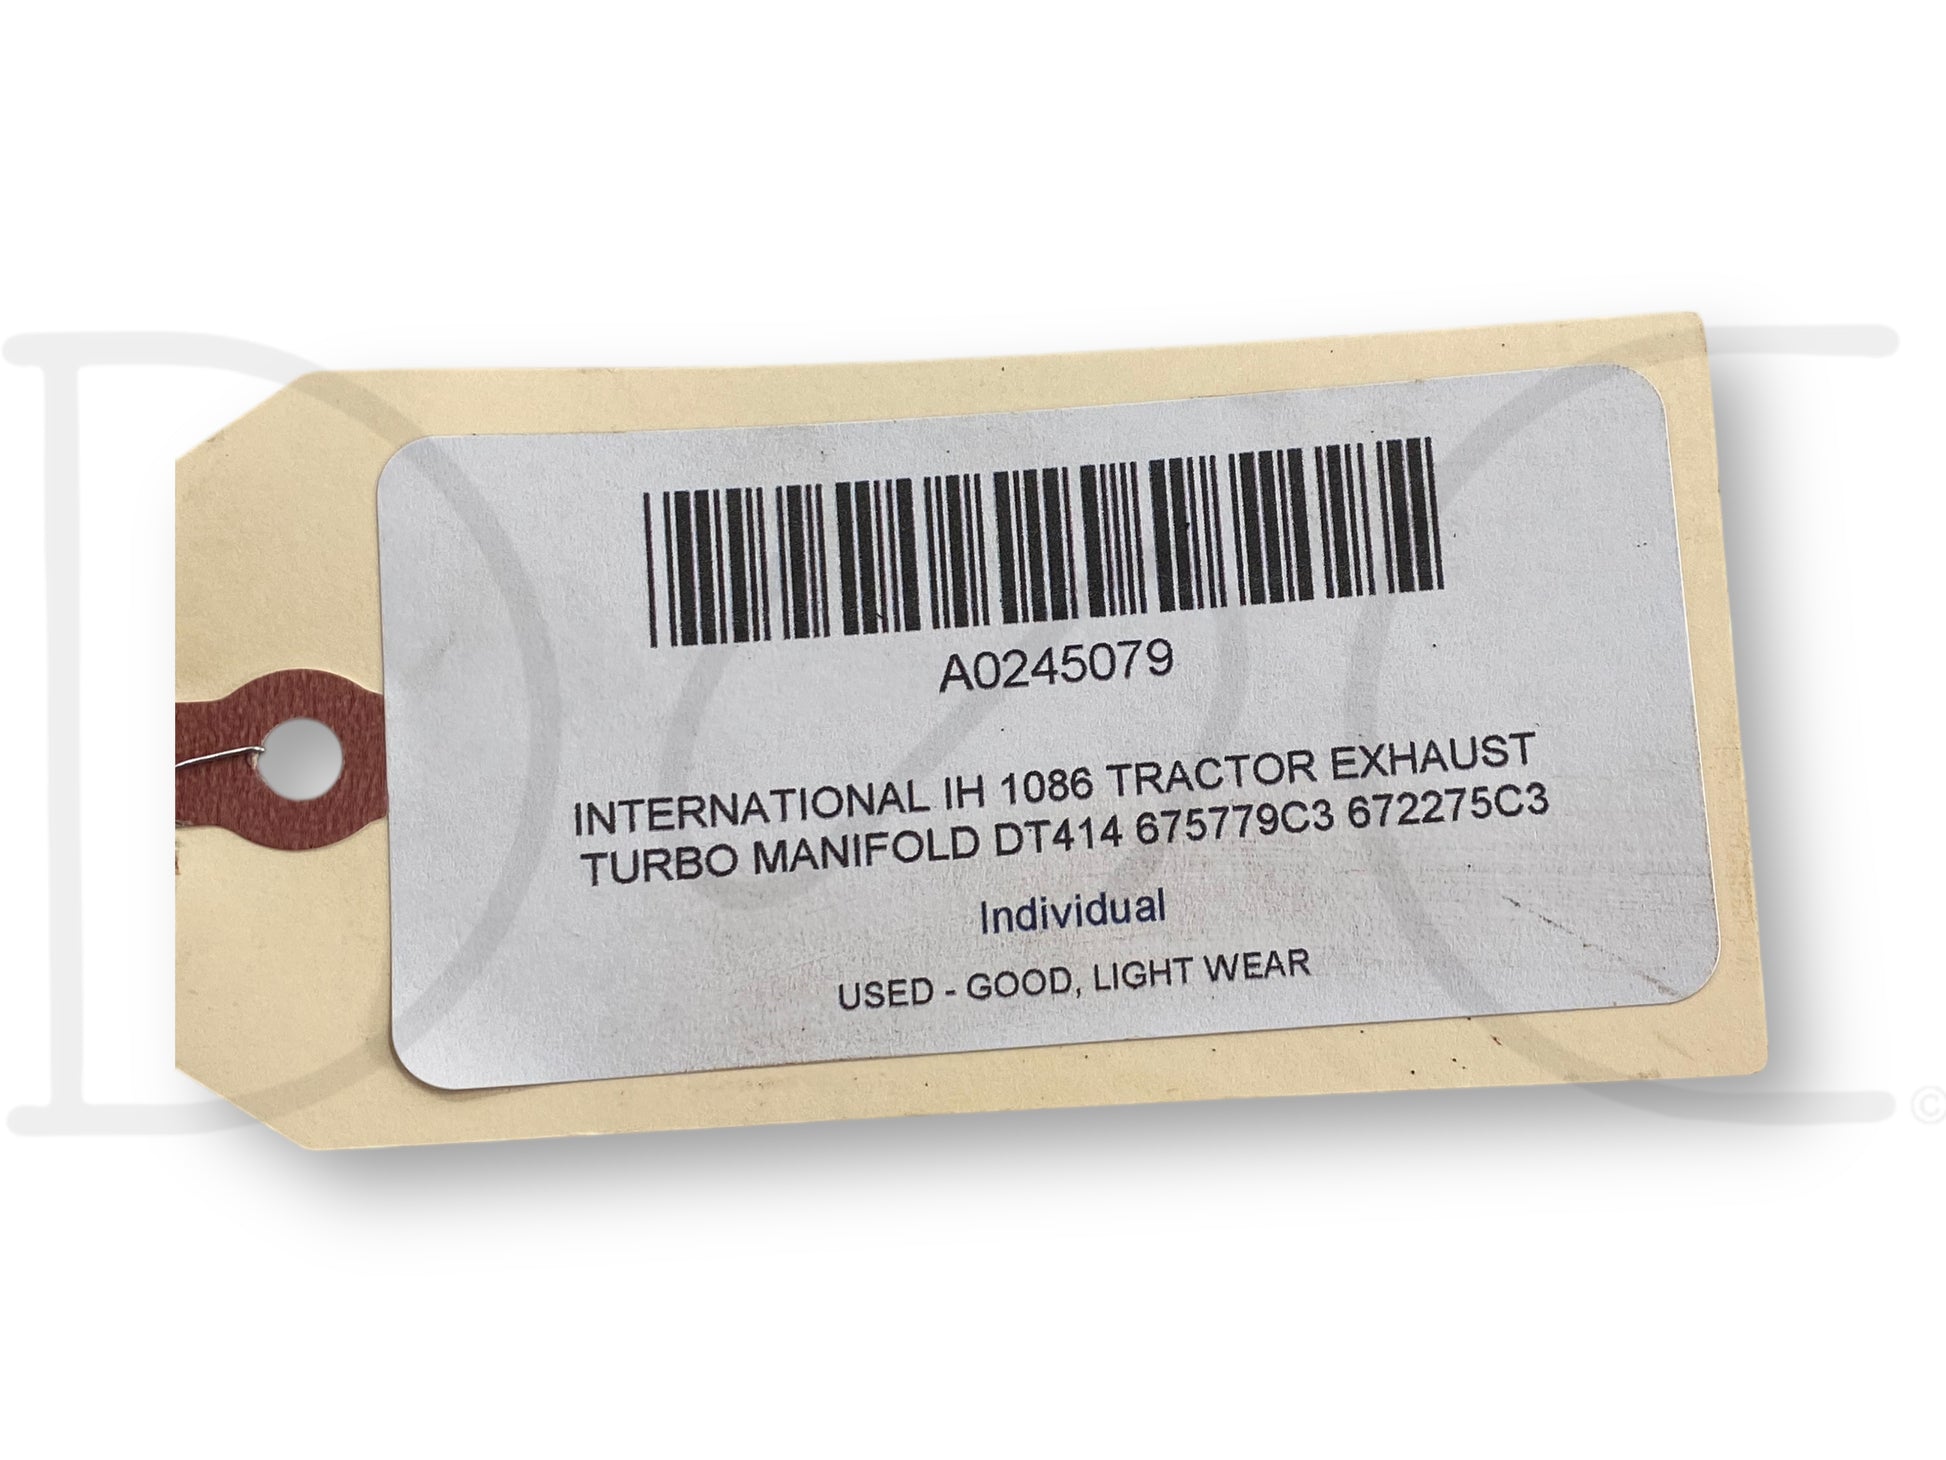 A0245079
INTERNATIONAL IH 1086 TRACTOR EXHAUST
TURBO MANIFOLD DT414 675779C3 672275C3
Individual
USED - GOOD, LIGHT WEAR
©